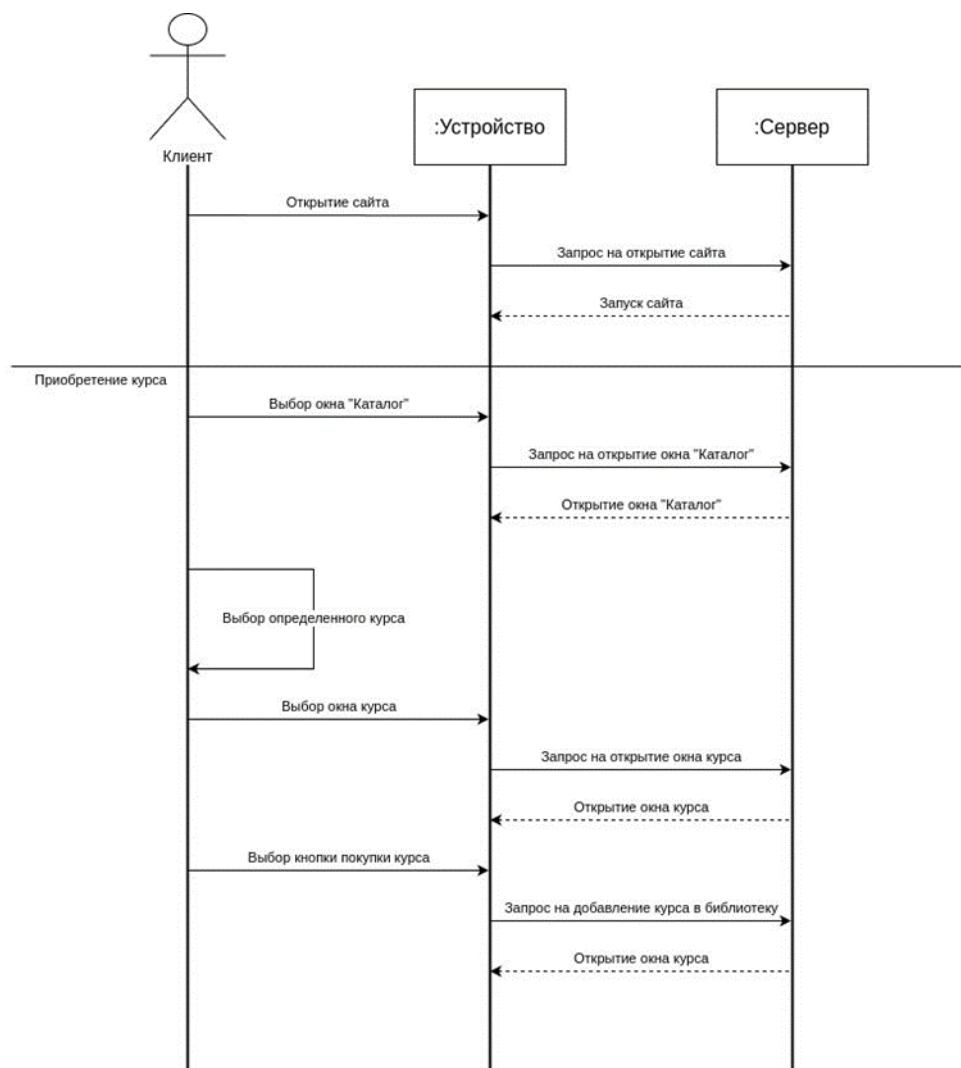 :Устройство
:Сервер
Клиент
Открытие сайта
Запрос на открытие сайта
Запуск сайта
Приобретение курса
Выбор окна "Каталог"
Запрос на открытие окна "Каталог"
Открытие окна "Каталог"
Выбор определенного курса
Выбор окна курса
Запрос на открытие окна курса
Открытие окна курса
Выбор кнопки покупки курса
Запрос на добавление курса в библиотеку
Открытие окна курса